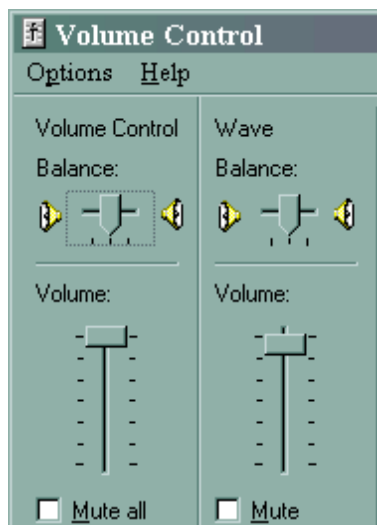 Volume Control
Options Help
Volume Control
Balance:
Volume:
Mute all
Wave
Balance:
Volume:
Mute